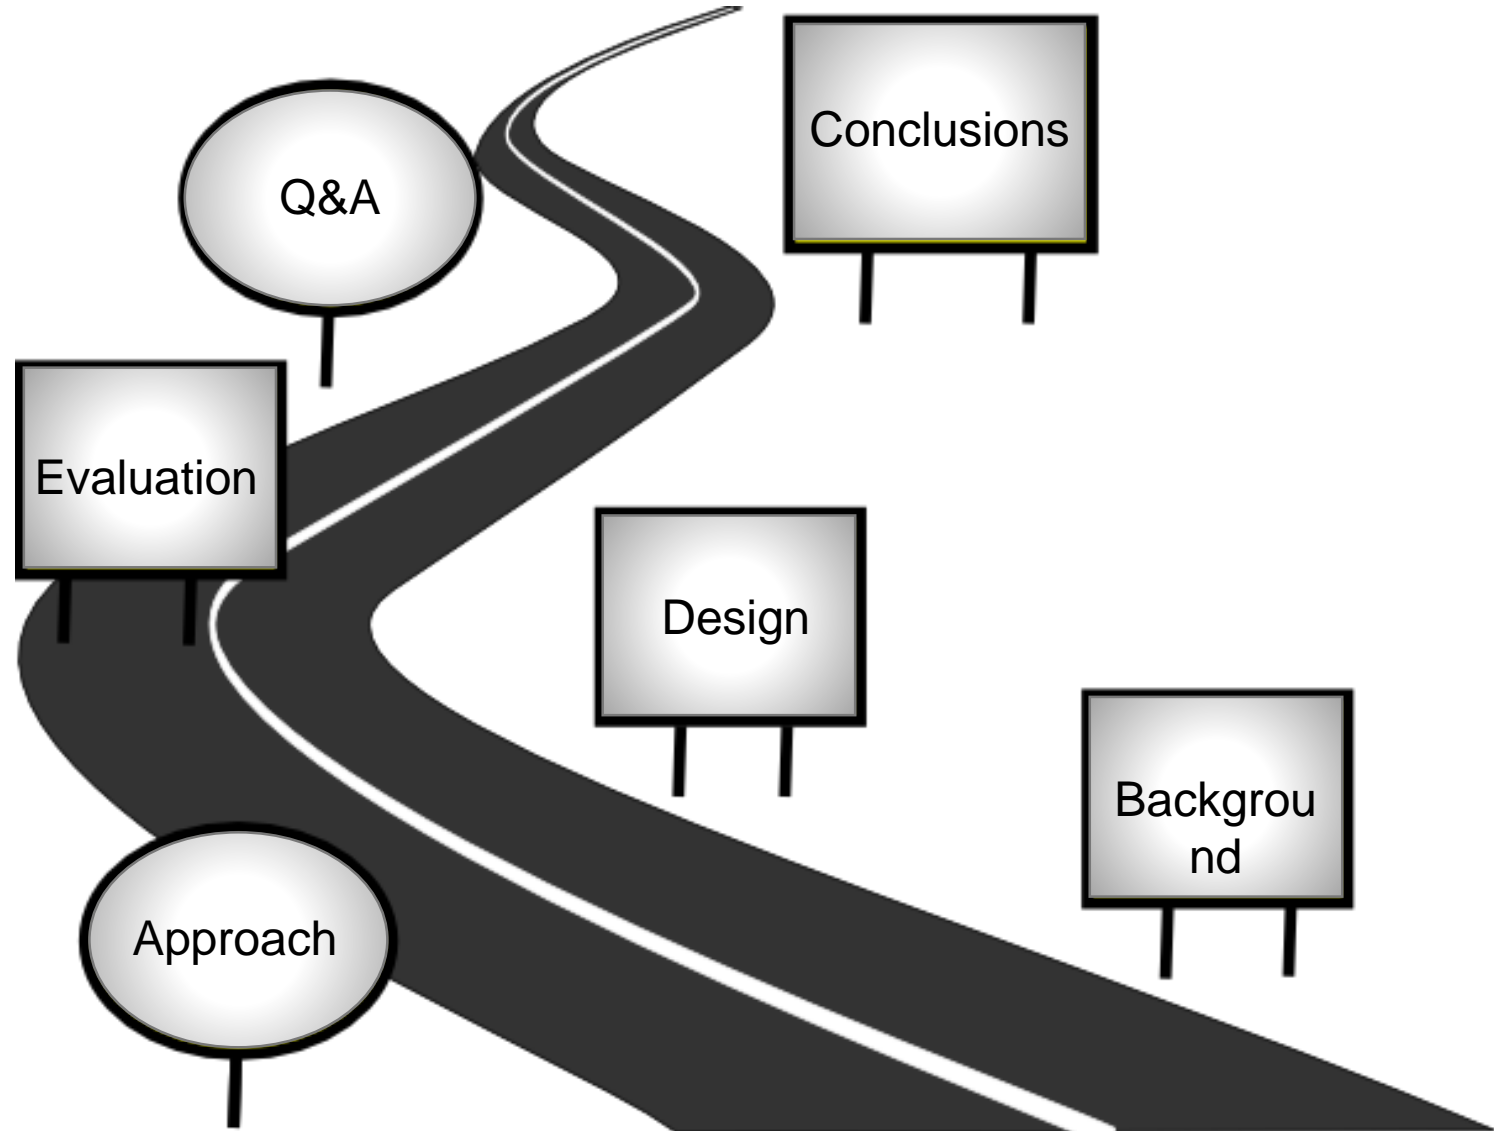 Conclusions
Q&A
Evaluation
Design
Backgrou
nd
Approach